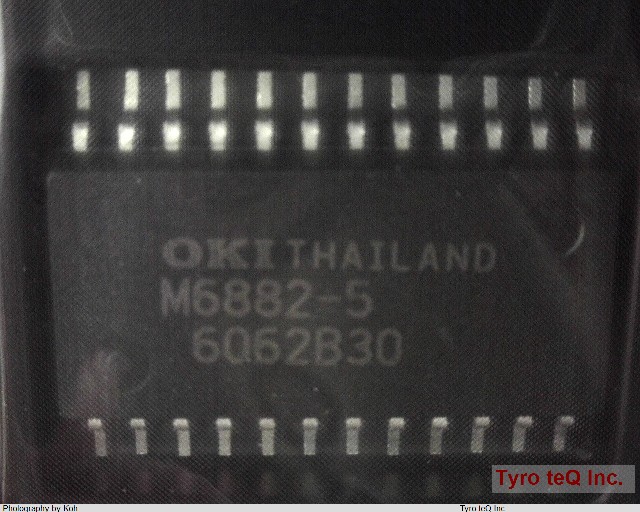 OKI THAILAND
M6882-5
6Q62B30
Tyro teQ Inc.
Photography by Koh
Tyro teQ Inc